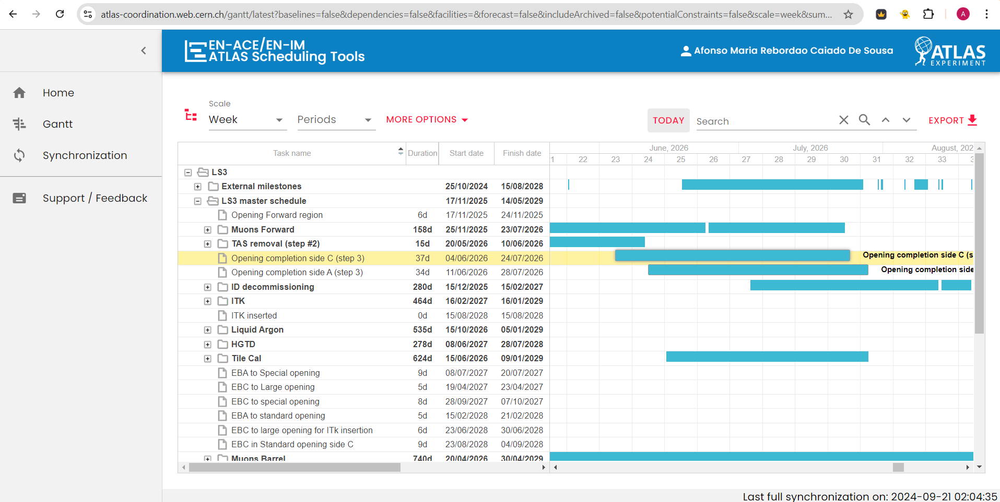 atlas-coordination.web.cern.ch/gantt/latest?baselines=false&dependencies=false&facilities=&forecast=false&includeArchived=false&potentialConstraints=false&scale=week&sum...
A
EN-ACE/EN-IM
ATLAS Scheduling Tools
Afonso Maria Rebordao Caiado De Sousa
ATLAS
EXPERIMENT
Home
Gantt
Synchronization
Support / Feedback
Scale
Week
Periods
MORE OPTIONS
TODAY
Search
EXPORT
Task name Duration Start date Finish date
June, 2026 July, 2026 August, 202
22 23 24 25 26 27 28 29 30 31 32 33
LS3
External milestones 25/10/2024 15/08/2028
LS3 master schedule 17/11/2025 14/05/2029
Opening Forward region 6d 17/11/2025 24/11/2025
Muons Forward 158d 25/11/2025 23/07/2026
TAS removal (step #2) 15d 20/05/2026 10/06/2026
Opening completion side C (step 3) 37d 04/06/2026 24/07/2026 Opening completion side C (s
Opening completion side A (step 3) 34d 11/06/2026 28/07/2026 Opening completion side
ID decommissioning 280d 15/12/2025 15/02/2027
ITK 464d 16/02/2027 16/01/2029
ITK inserted 0d 15/08/2028 15/08/2028
Liquid Argon 535d 15/10/2026 05/01/2029
HGTD 278d 08/06/2027 28/07/2028
Tile Cal 624d 15/06/2026 09/01/2029
EBA to Special opening 9d 08/07/2027 20/07/2027
EBC to Large opening 5d 19/04/2027 23/04/2027
EBC to special opening 8d 28/09/2027 07/10/2027
EBA to standard opening 5d 15/02/2028 21/02/2028
EBC to large opening for ITk insertion 6d 23/06/2028 30/06/2028
EBC in Standard opening side C 9d 23/08/2028 04/09/2028
Muons Barrel 740d 20/04/2026 30/04/2029
Last full synchronization on: 2024-09-21 02:04:35